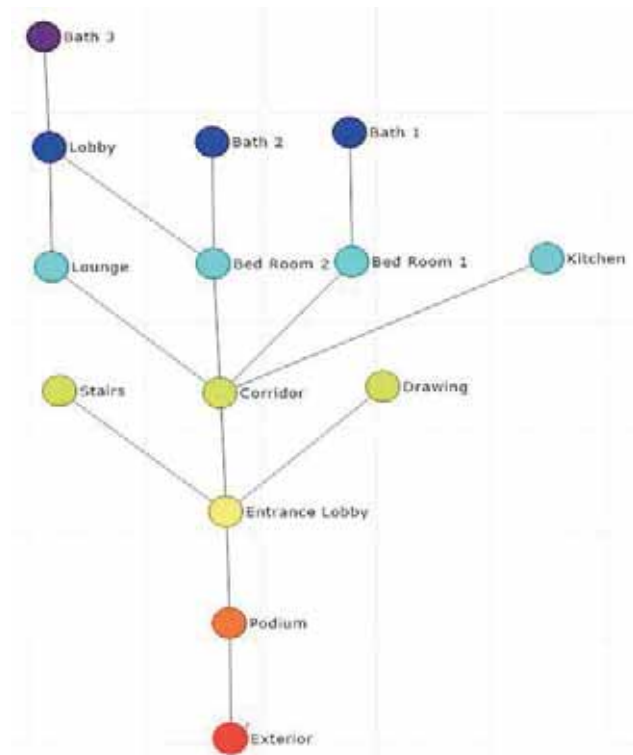 Bath 3
Lobby
Bath 2
Bath 1
Lounge
Bed Room 2
Bed Room 1
Kitchen
Stairs
Corridor
Drawing
Entrance Lobby
Podium
Exterior